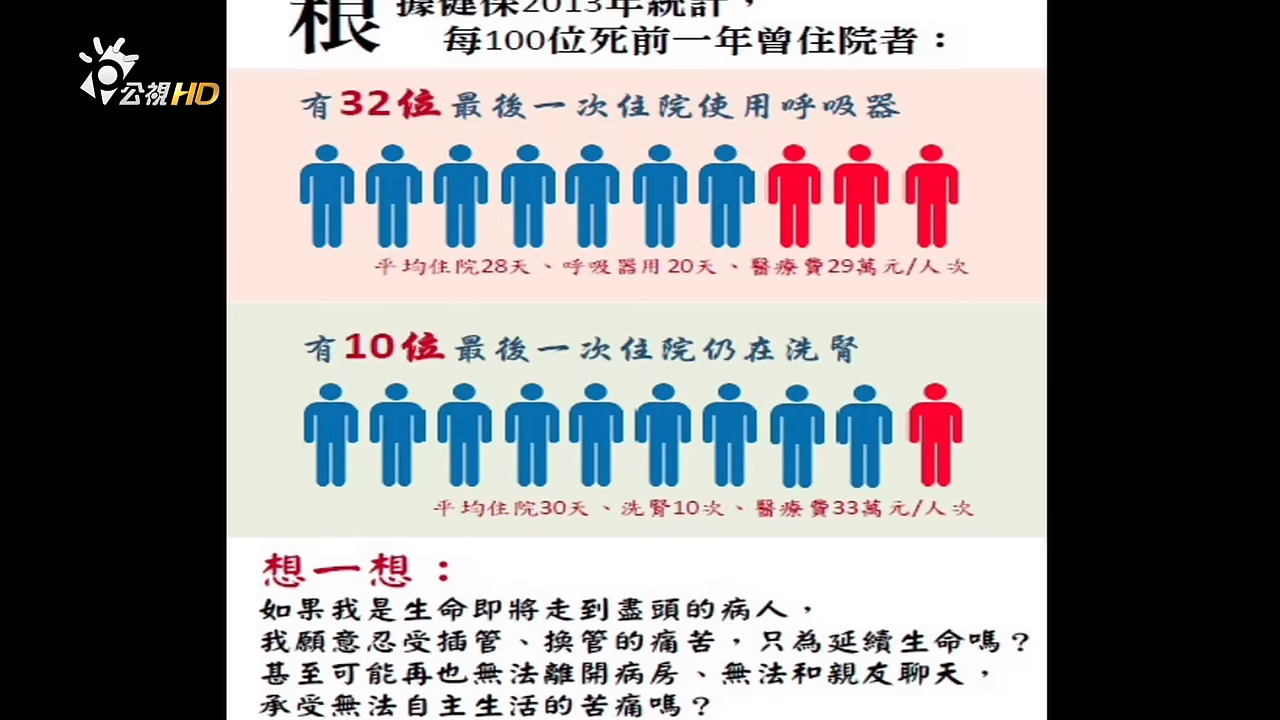 公視HD
根據健保2013年統計，
每100位死前一年曾住院者：
有32位最後一次住院使用呼吸器
平均住院28天、呼吸器用20天、醫療費29萬元/人次
有10位最後一次住院仍在洗腎
平均住院30天、洗腎10次、醫療費33萬元/人次
想一想：
如果我是生命即將走到盡頭的病人，
我願意忍受插管、換管的痛苦，只為延續生命嗎？
甚至可能再也無法離開病房、無法和親友聊天，
承受無法自主生活的苦痛嗎？